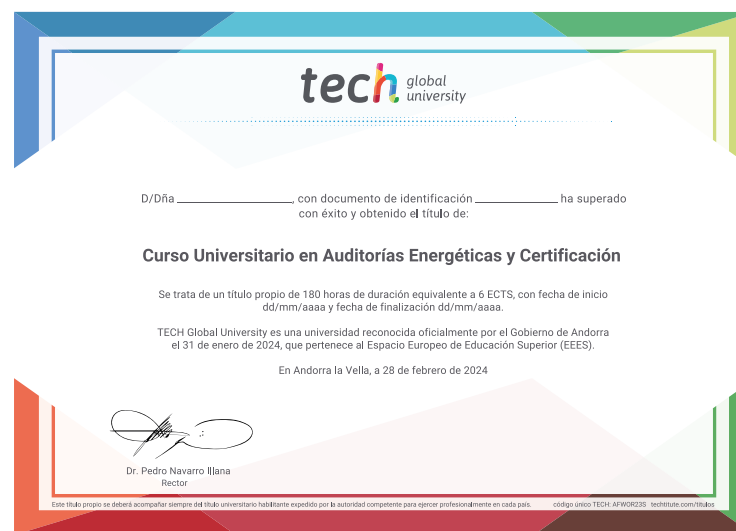 tech global university
D/Dña ________________, con documento de identificación ____________ ha superado
con éxito y obtenido el título de:
Curso Universitario en Auditorías Energéticas y Certificación
Se trata de un título propio de 180 horas de duración equivalente a 6 ECTS, con fecha de inicio
dd/mm/aaaa y fecha de finalización dd/mm/aaaa.
TECH Global University es una universidad reconocida oficialmente por el Gobierno de Andorra
el 31 de enero de 2024, que pertenece al Espacio Europeo de Educación Superior (EEES).
En Andorra la Vella, a 28 de febrero de 2024
Dr. Pedro Navarro Illana
Rector
Este título propio se deberá acompañar siempre del título universitario habilitante expedido por la autoridad competente para ejercer profesionalmente en cada país. código único TECH: AFWOR23S techtitute.com/titulos